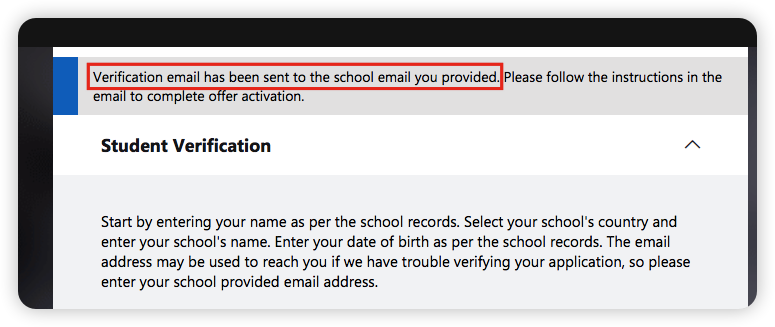 Verification email has been sent to the school email you provided. Please follow the instructions in the
email to complete offer activation.
Student Verification
Start by entering your name as per the school records. Select your school's country and
enter your school's name. Enter your date of birth as per the school records. The email
address may be used to reach you if we have trouble verifying your application, so please
enter your school provided email address.